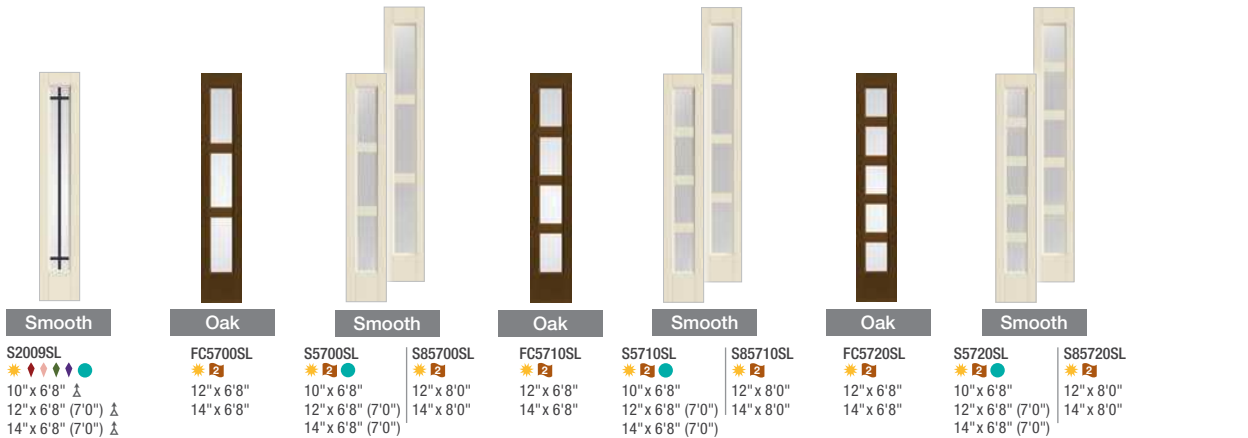 Smooth
S2009SL
10" x 6'8"
12" x 6'8" (7'0")
14" x 6'8" (7'0")
Oak
FC5700SL
2
12" x 6'8"
14" x 6'8"
Smooth
S5700SL
2
10" x 6'8"
12" x 6'8" (7'0")
14" x 6'8" (7'0")
S85700SL
2
12" x 8'0"
14" x 8'0"
Oak
FC5710SL
2
12" x 6'8"
14" x 6'8"
Smooth
S5710SL
2
10" x 6'8"
12" x 6'8" (7'0")
14" x 6'8" (7'0")
S85710SL
2
12" x 8'0"
14" x 8'0"
Oak
FC5720SL
2
12" x 6'8"
14" x 6'8"
Smooth
S5720SL
2
10" x 6'8"
12" x 6'8" (7'0")
14" x 6'8" (7'0")
S85720SL
2
12" x 8'0"
14" x 8'0"